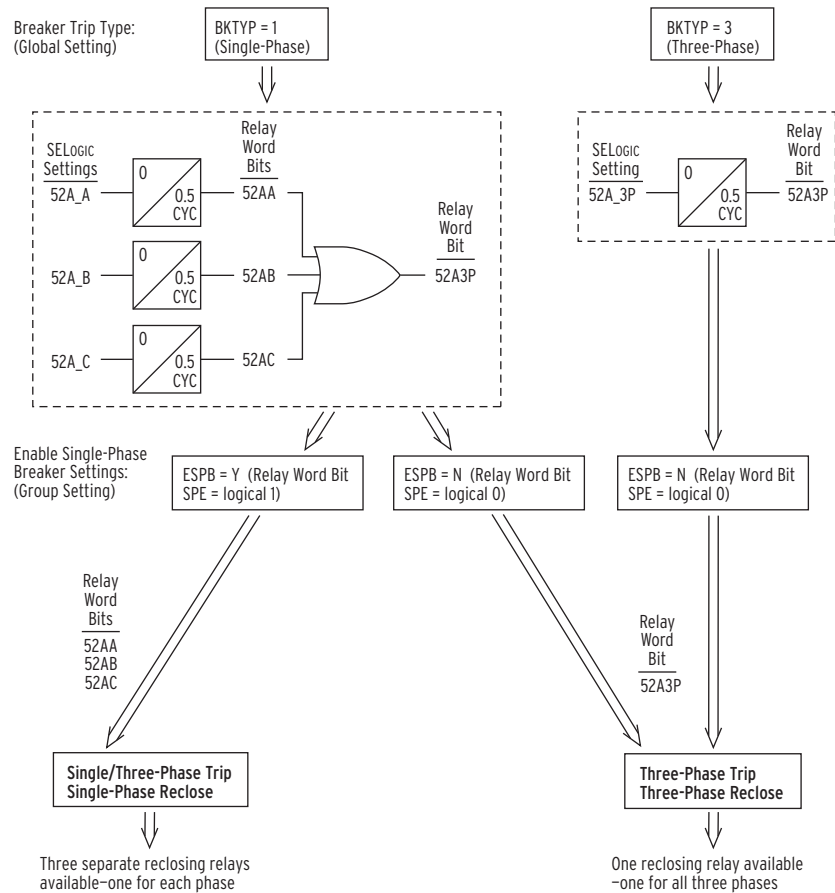 Breaker Trip Type:
(Global Setting)
BKTYP = 1
(Single-Phase)
BKTYP = 3
(Three-Phase)
SELOGIC
Settings
52A_A
0
0.5
CYC
Relay
Word
Bits
52AA
52A_B
0
0.5
CYC
52AB
52A_C
0
0.5
CYC
52AC
Relay
Word
Bit
52A3P
SELOGIC
Setting
52A_3P
0
0.5
CYC
Relay
Word
Bit
52A3P
Enable Single-Phase
Breaker Settings:
(Group Setting)
ESPB = Y (Relay Word Bit
SPE = logical 1)
ESPB = N (Relay Word Bit
SPE = logical 0)
ESPB = N (Relay Word Bit
SPE = logical 0)
Relay
Word
Bits
52AA
52AB
52AC
Relay
Word
Bit
52A3P
Single/Three-Phase Trip
Single-Phase Reclose
Three-Phase Trip
Three-Phase Reclose
Three separate reclosing relays
available–one for each phase
One reclosing relay available
–one for all three phases